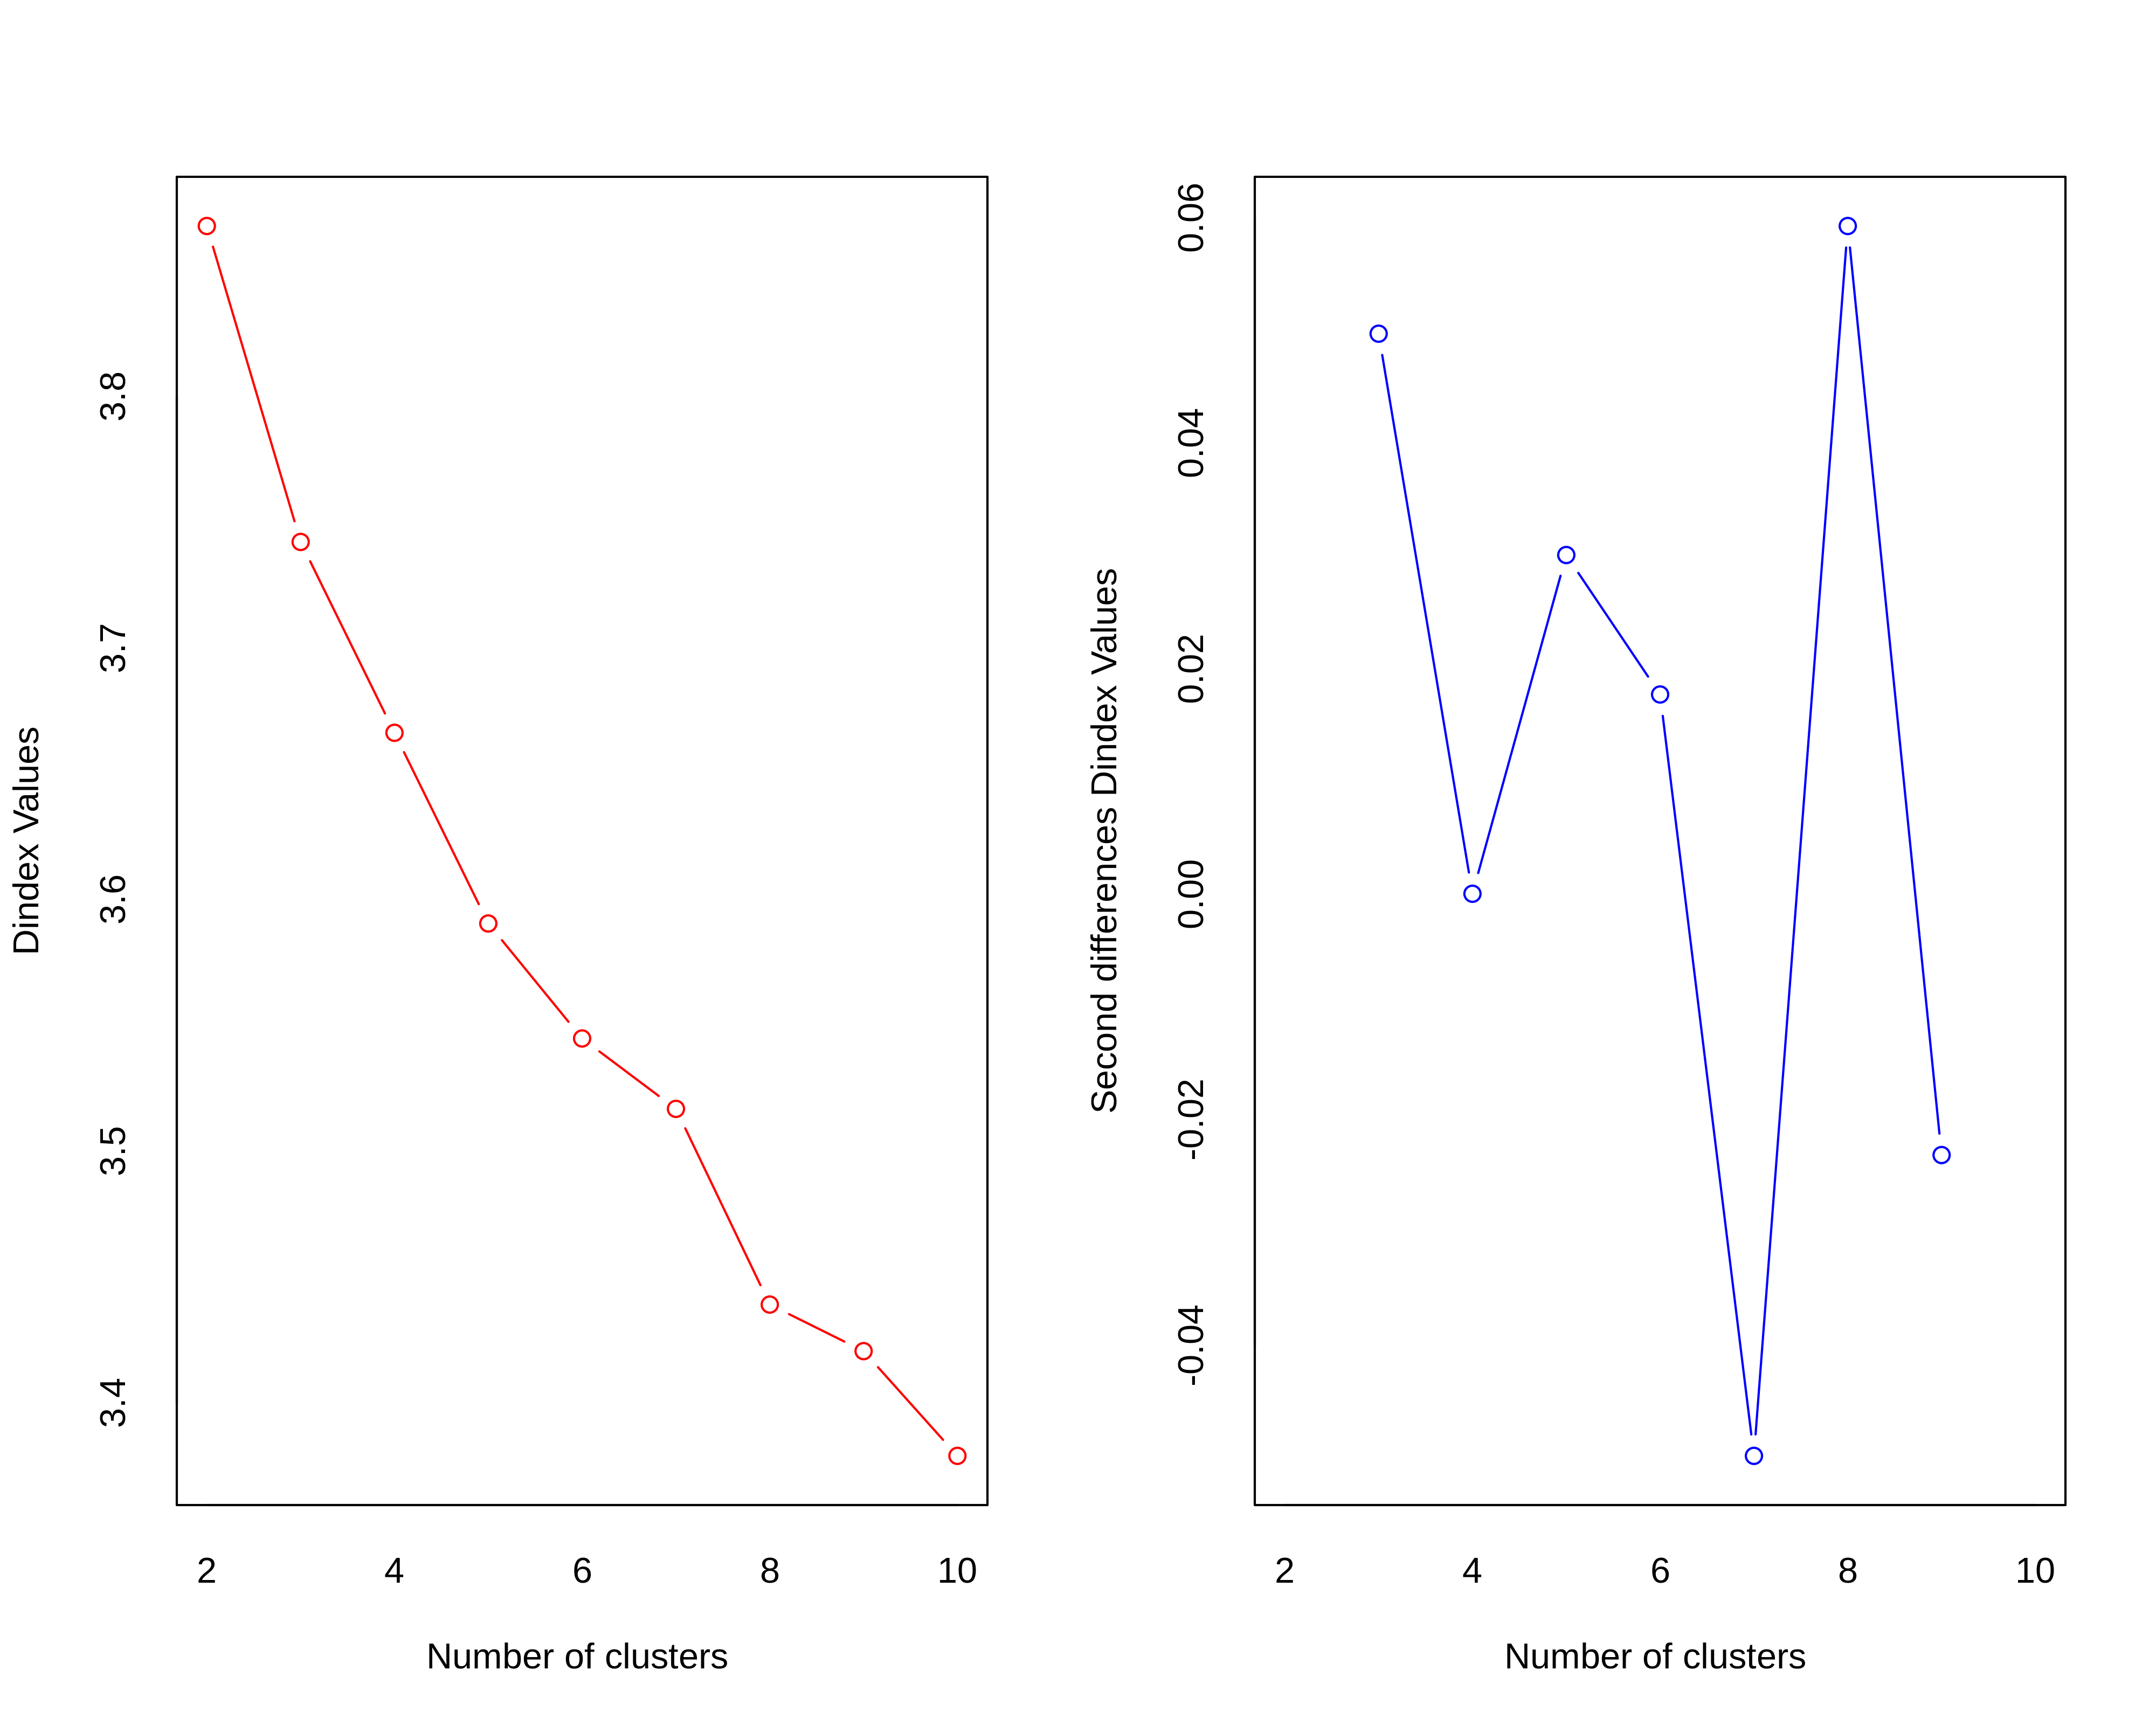 Dindex Values
3.8
3.7
3.6
3.5
3.4
2 4 6 8 10
Number of clusters
Second differences Dindex Values
0.06
0.04
0.02
0.00
-0.02
-0.04
2 4 6 8 10
Number of clusters